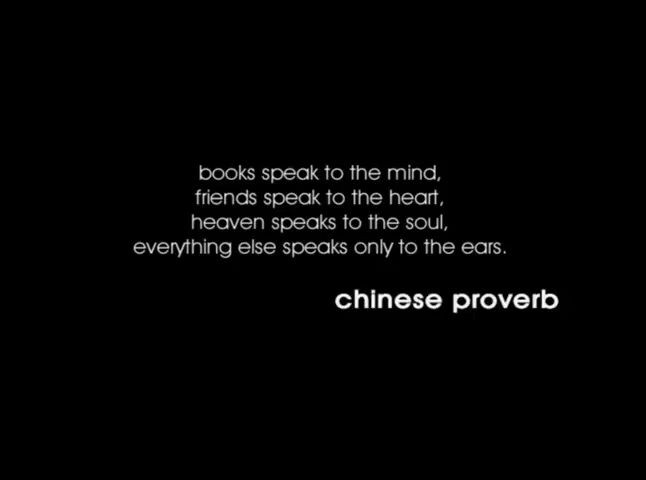 books speak to the mind,
friends speak to the heart,
heaven speaks to the soul,
everything else speaks only to the ears.
chinese proverb